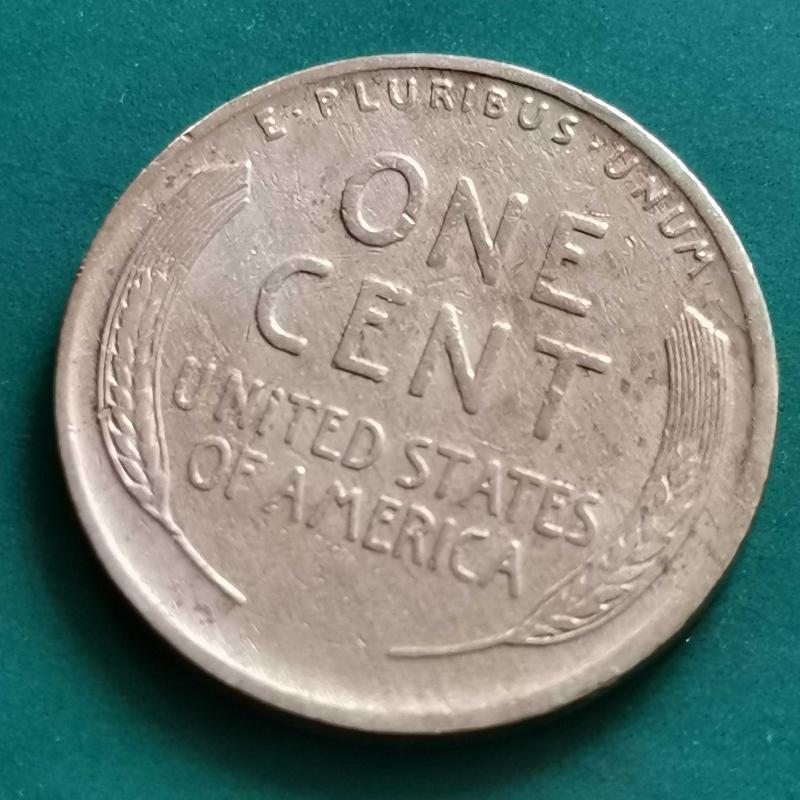 E·PLURIBUS·UNUM
ONE
CENT
UNITED STATES
OF AMERICA